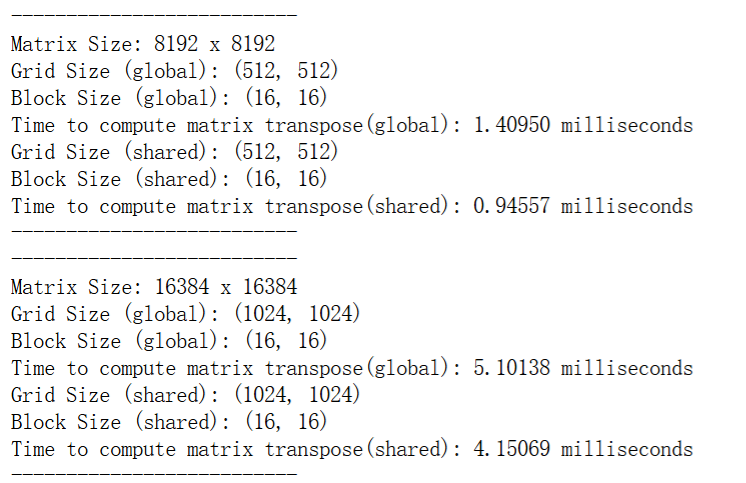 --------------------------
Matrix Size: 8192 x 8192
Grid Size (global): (512, 512)
Block Size (global): (16, 16)
Time to compute matrix transpose(global): 1.40950 milliseconds
Grid Size (shared): (512, 512)
Block Size (shared): (16, 16)
Time to compute matrix transpose(shared): 0.94557 milliseconds
--------------------------
--------------------------
Matrix Size: 16384 x 16384
Grid Size (global): (1024, 1024)
Block Size (global): (16, 16)
Time to compute matrix transpose(global): 5.10138 milliseconds
Grid Size (shared): (1024, 1024)
Block Size (shared): (16, 16)
Time to compute matrix transpose(shared): 4.15069 milliseconds
--------------------------